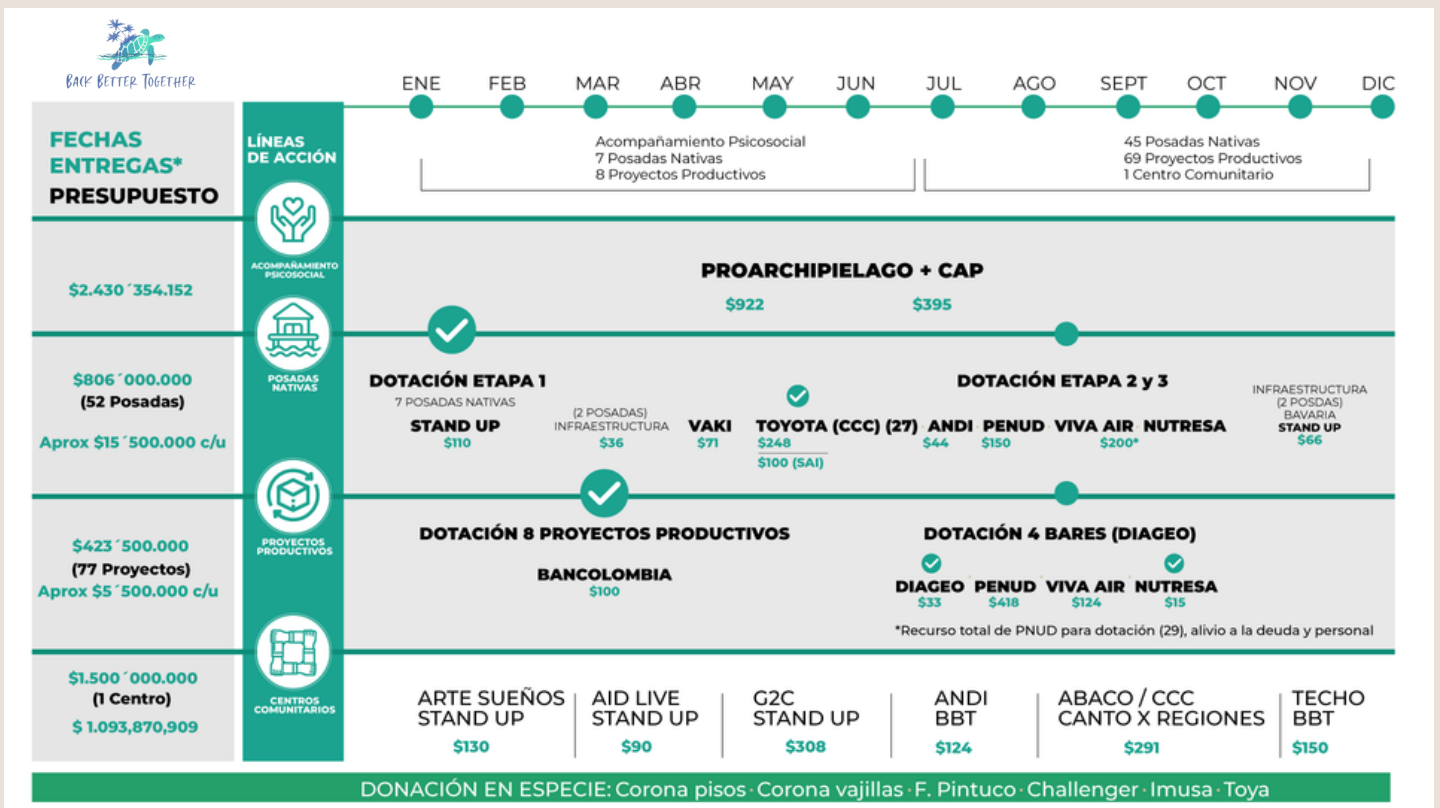 BACK BETTER TOGETHER
ENE FEB MAR ABR MAY JUN JUL AGO SEPT OCT NOV DIC
FECHAS
ENTREGAS*
PRESUPUESTO
LÍNEAS
DE ACCIÓN
Acompañamiento Psicosocial
7 Posadas Nativas
8 Proyectos Productivos
45 Posadas Nativas
69 Proyectos Productivos
1 Centro Comunitario
$2.430´354.152
ACOMPAÑAMIENTO
PSICOSOCIAL
PROARCHIPIELAGO + CAP
$922 $395
$806´000.000
(52 Posadas)
Aprox $15´500.000 c/u
POSADAS
NATIVAS
DOTACIÓN ETAPA 1
7 POSADAS NATIVAS
STAND UP
$110
(2 POSADAS)
INFRAESTRUCTURA
$36
VAKI
$71
TOYOTA (CCC) (27)
$248
$100 (SAI)
DOTACIÓN ETAPA 2 y 3
ANDI · PENUD · VIVA AIR · NUTRESA
$44 $150 $200*
INFRAESTRUCTURA
(2 POSDAS)
BAVARIA
STAND UP
$66
$423´500.000
(77 Proyectos)
Aprox $5´500.000 c/u
PROYECTOS
PRODUCTIVOS
DOTACIÓN 8 PROYECTOS PRODUCTIVOS
BANCOLOMBIA
$100
DOTACIÓN 4 BARES (DIAGEO)
DIAGEO · PENUD · VIVA AIR · NUTRESA
$33 $418 $124 $15
*Recurso total de PNUD para dotación (29), alivio a la deuda y personal
$1.500´000.000
(1 Centro)
$ 1.093,870,909
CENTROS
COMUNITARIOS
ARTE SUEÑOS
STAND UP
$130
AID LIVE
STAND UP
$90
G2C
STAND UP
$308
ANDI
BBT
$124
ABACO / CCC
CANTO X REGIONES
$291
TECHO
BBT
$150
DONACIÓN EN ESPECIE: Corona pisos · Corona vajillas · F. Pintuco · Challenger · Imusa · Toya